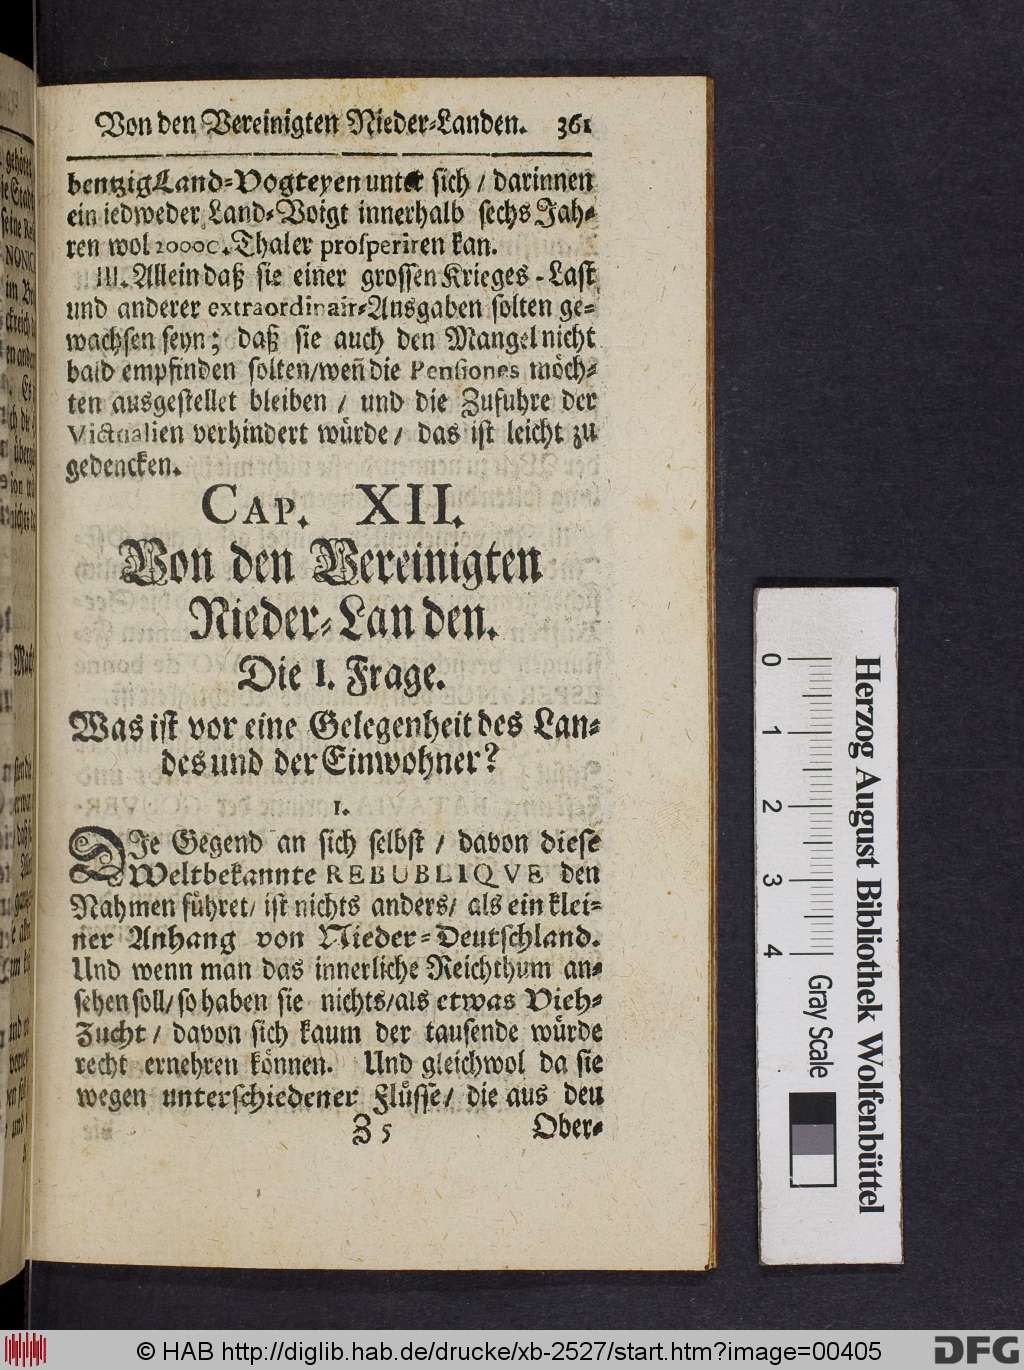 Von den Vereinigten Nieder-Landen. 361
bentzig Land-Vogteyen unter sich / darinnen
ein iedweder Land-Voigt innerhalb sechs Jah-
ren wol 20000. Thaler prosperiren kan.
III. Allein daß sie einer grossen Krieges-Last
und anderer extraordinair-Ausgaben solten ge-
wachsen seyn; daß sie auch den Mangel nicht
bald empfinden solten/ weñ die Pensiones möch-
ten ausgestellet bleiben / und die Zufuhre der
Victualien verhindert würde / das ist leicht zu
gedencken.
CAP. XII.
Von den Vereinigten
Nieder-Landen.
Die I. Frage.
Was ist vor eine Gelegenheit des Lan-
des und der Einwohner?
1.
DIe Gegend an sich selbst / davon diese
Weltbekannte REBUBLIQVE den
Nahmen führet/ ist nichts anders/ als ein klei-
ner Anhang von Nieder-Deutschland.
Und wenn man das innerliche Reichthum an-
sehen soll/ so haben sie nichts/ als etwas Vieh-
Zucht / davon sich kaum der tausende würde
recht ernehren können. Und gleichwol da sie
wegen unterschiedener Flüsse / die aus den
Z 5 Ober-
0 1 2 3 4
Gray Scale
Herzog August Bibliothek Wolfenbüttel
© HAB http://diglib.hab.de/drucke/xb-2527/start.htm?image=00405
DFG